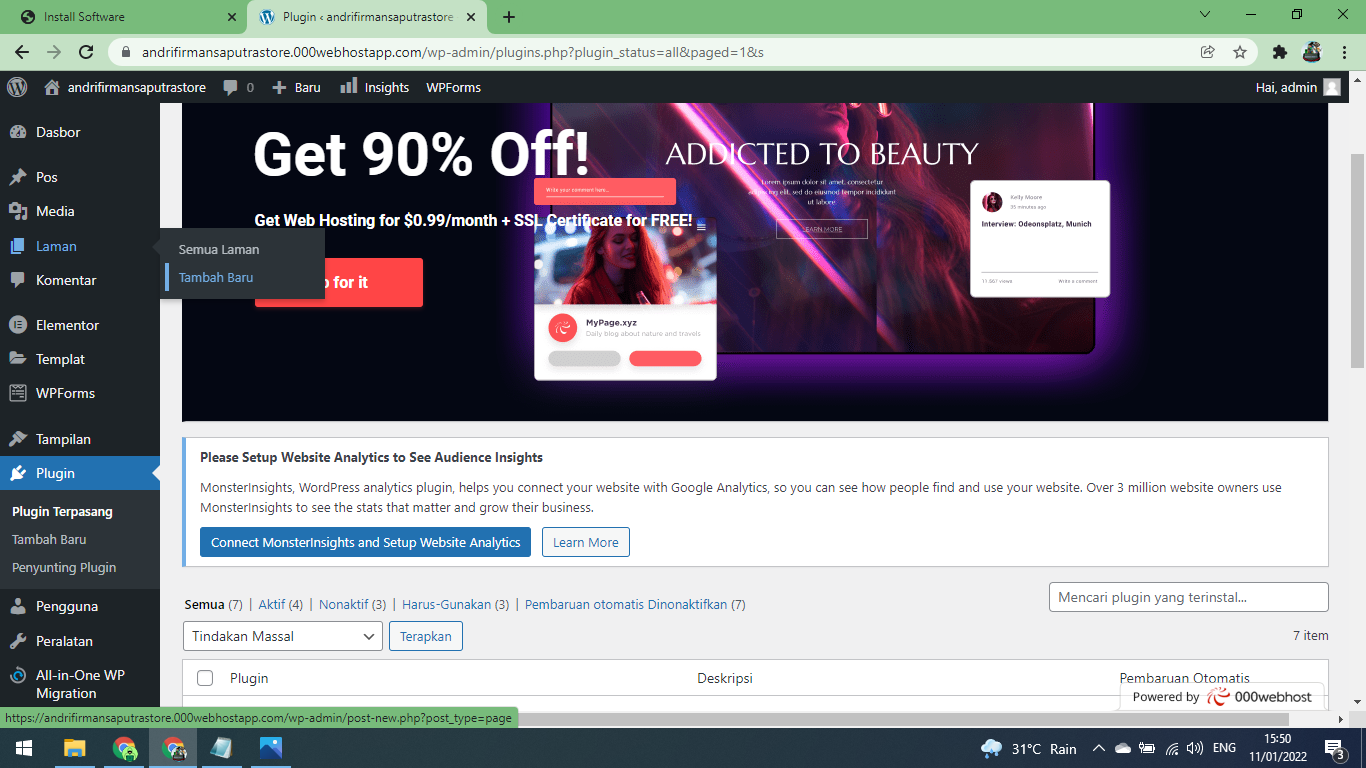 Install Software
Plugin ‹ andrifirmansaputrastore
andrifirmansaputrastore.000webhostapp.com/wp-admin/plugins.php?plugin_status=all&paged=1&s
andrifirmansaputrastore
0
Baru
Insights
WPForms
Hai, admin
Dasbor
Pos
Media
Laman
Komentar
Elementor
Templat
WPForms
Tampilan
Plugin
Plugin Terpasang
Tambah Baru
Penyunting Plugin
Pengguna
Peralatan
All-in-One WP
Migration
Semua Laman
Tambah Baru
Get 90% Off!
Get Web Hosting for $0.99/month + SSL Certificate for FREE!
for it
Write your comment here...
ADDICTED TO BEAUTY
Lorem ipsum dolor sit amet, consectetur
elit, sed do eiusmod tempor incididunt
ut labore
LEARN MORE
Kelly Moore
35 minutes ago
Interview: Odeonsplatz, Munich
views
Write a comment
MyPage.xyz
Daily blog about nature and travels
Please Setup Website Analytics to See Audience Insights
MonsterInsights, WordPress analytics plugin, helps you connect your website with Google Analytics, so you can see how people find and use your website. Over 3 million website owners use
MonsterInsights to see the stats that matter and grow their business.
Connect MonsterInsights and Setup Website Analytics
Learn More
Semua (7) | Aktif (4) | Nonaktif (3) | Harus-Gunakan (3) | Pembaruan otomatis Dinonaktifkan (7)
Mencari plugin yang terinstal...
Tindakan Massal
Terapkan
7 item
Plugin
Deskripsi
Pembaruan Otomatis
Powered by 000webhost
https://andrifirmansaputrastore.000webhostapp.com/wp-admin/post-new.php?post_type=page
31°C Rain
ENG
15:50
11/01/2022
3